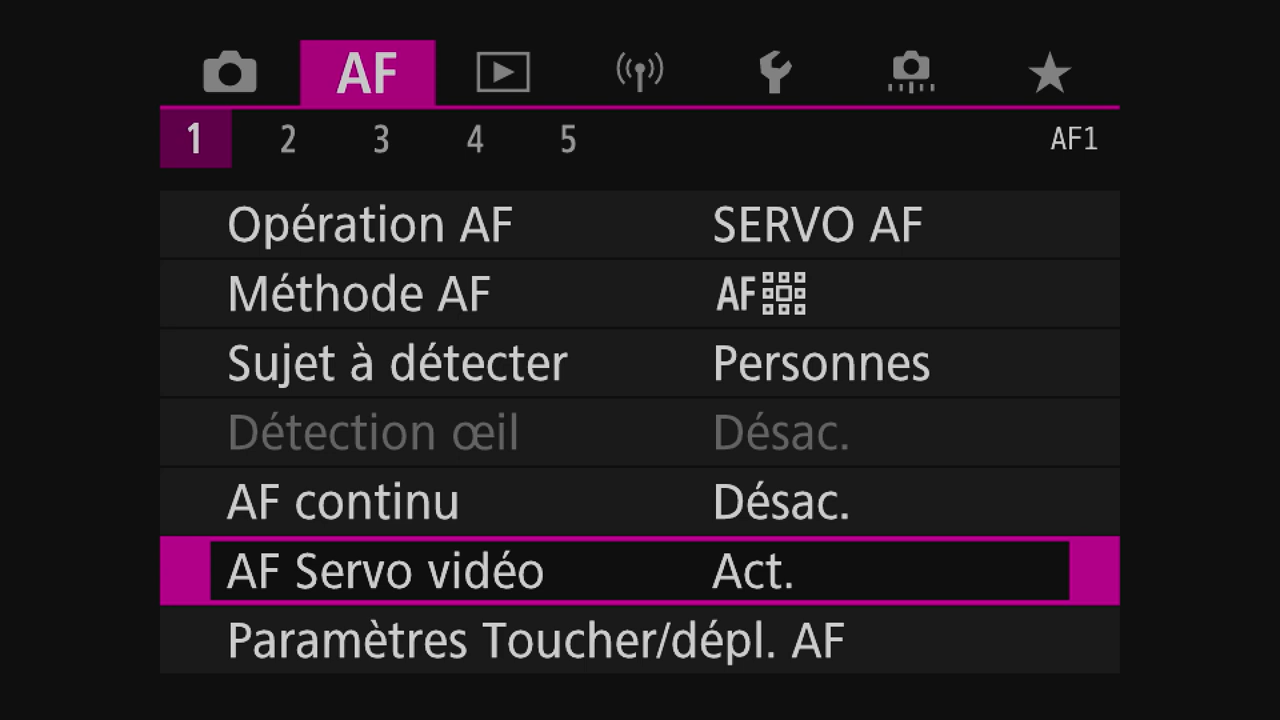 AF
1 2 3 4 5 AF1
Opération AF SERVO AF
Méthode AF AF
Sujet à détecter Personnes
Détection œil Désac.
AF continu Désac.
AF Servo vidéo Act.
Paramètres Toucher/dépl. AF